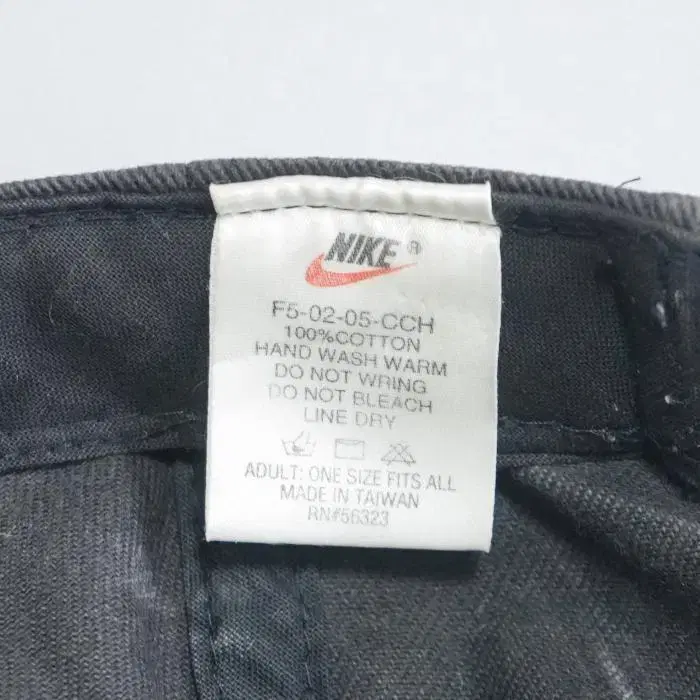 NIKE ®
F5-02-05-CCH
100%COTTON
HAND WASH WARM
DO NOT WRING
DO NOT BLEACH
LINE DRY
ADULT: ONE SIZE FITS ALL
MADE IN TAIWAN
RN#56323